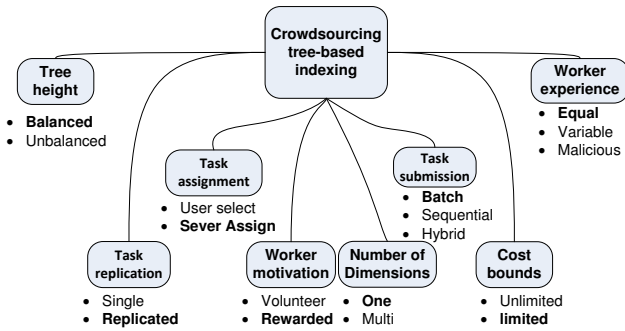 Crowdsourcing
tree-based
indexing
Tree
height
• Balanced
• Unbalanced
Worker
experience
• Equal
• Variable
• Malicious
Task
assignment
• User select
• Sever Assign
Task
submission
• Batch
• Sequential
• Hybrid
Task
replication
• Single
• Replicated
Worker
motivation
• Volunteer
• Rewarded
Number of
Dimensions
• One
• Multi
Cost
bounds
• Unlimited
• limited